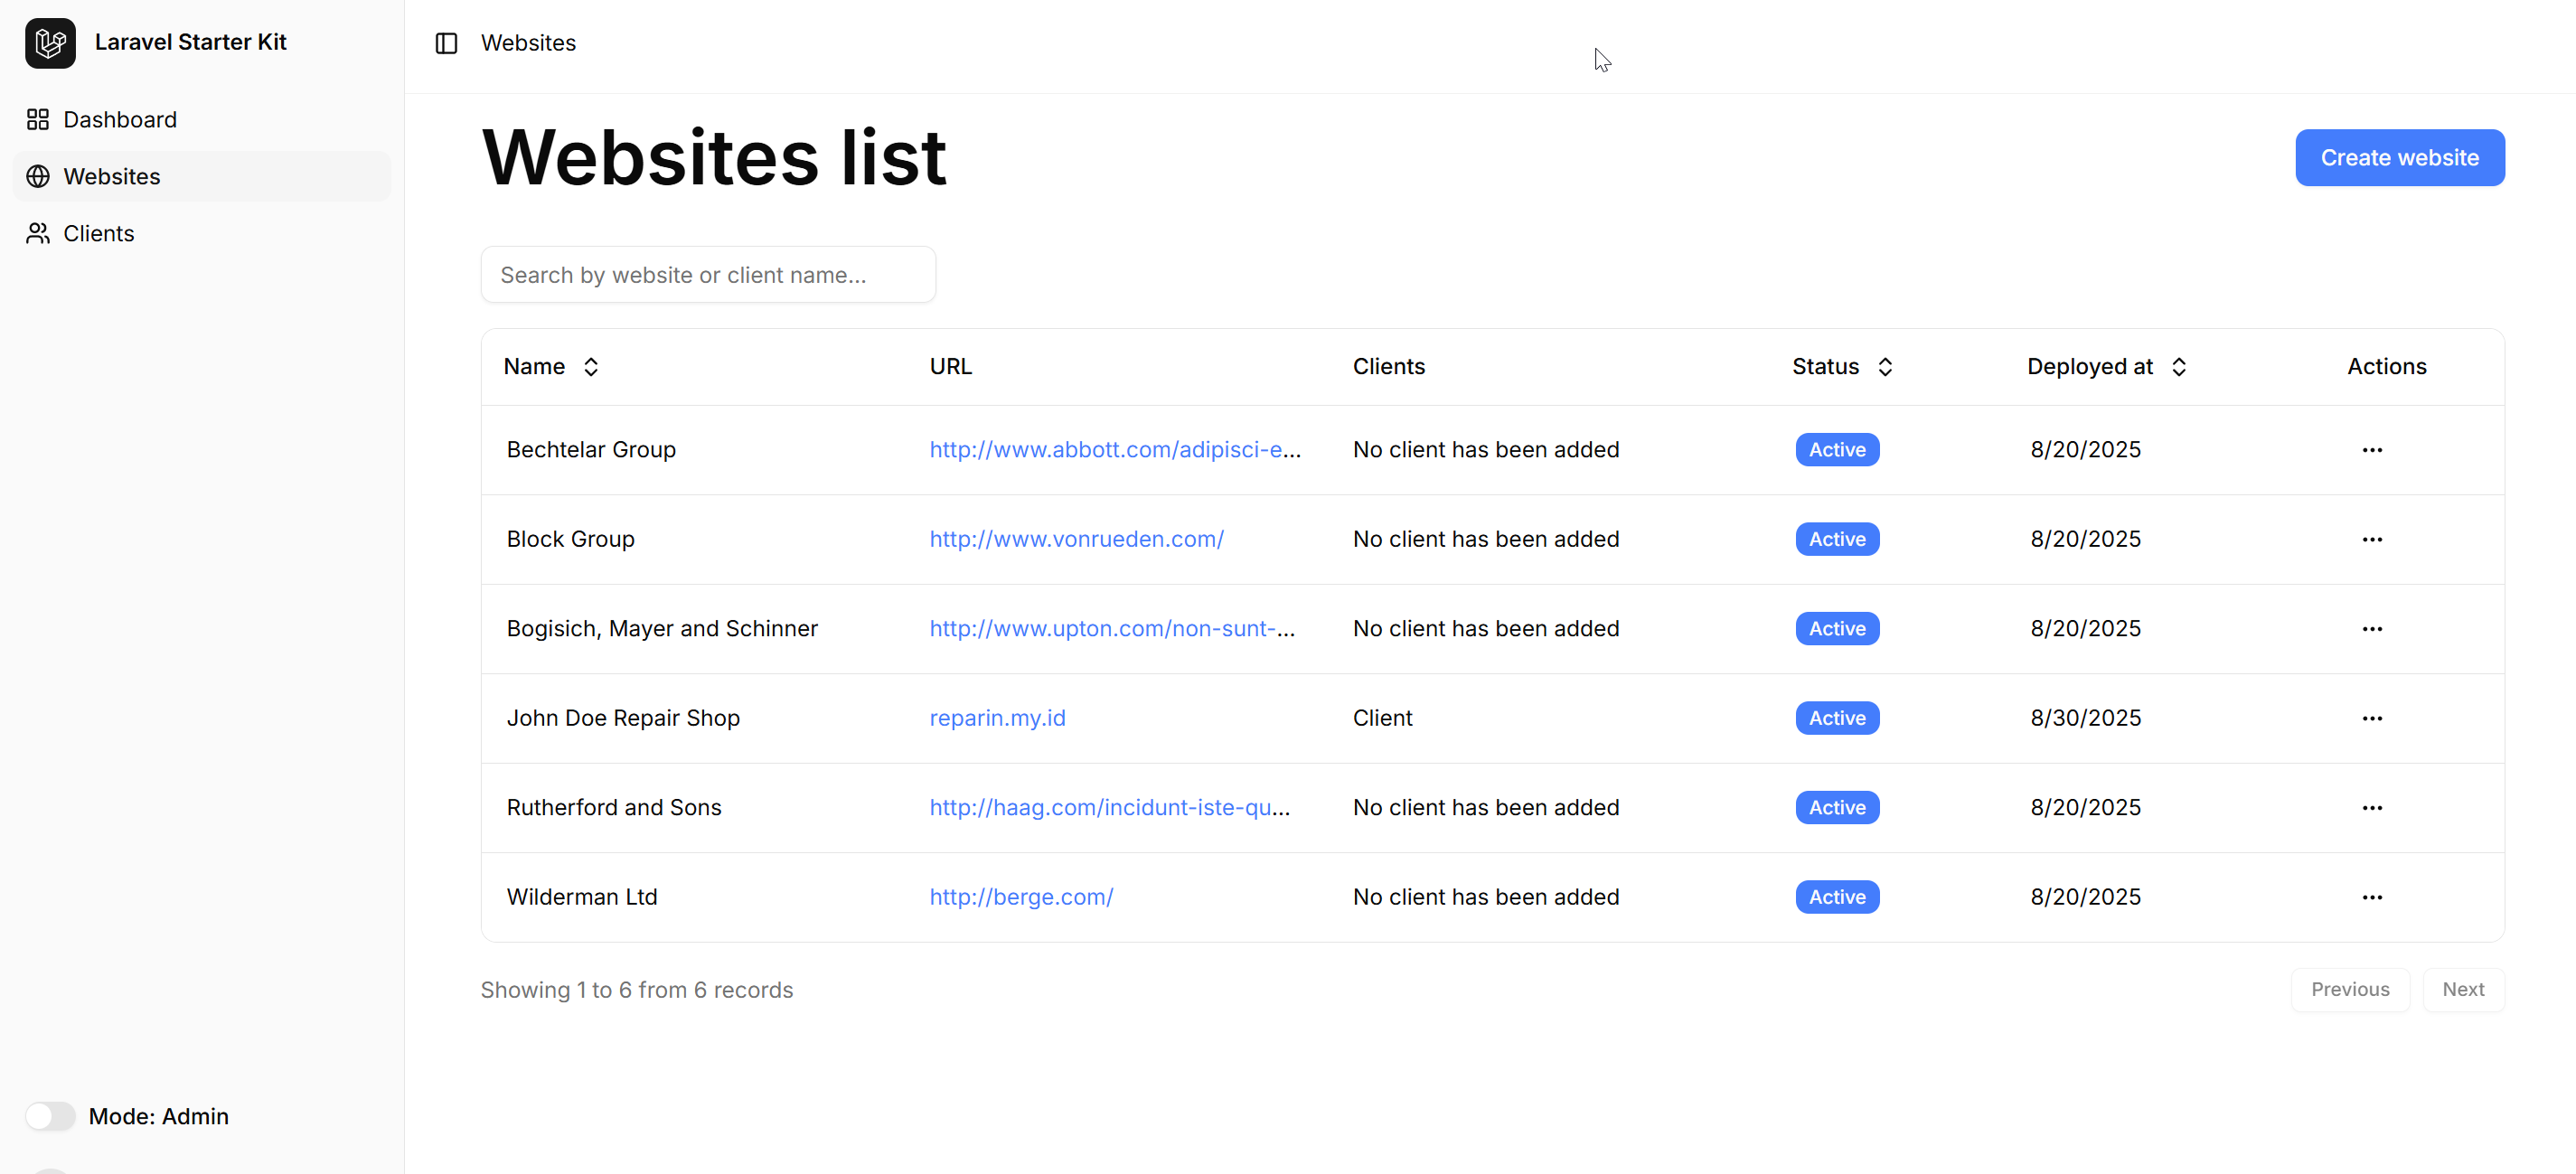 Laravel Starter Kit
Websites
Dashboard
Websites
Clients
Websites list
Create website
Search by website or client name...
Name URL Clients Status Deployed at Actions
Bechtelar Group http://www.abbott.com/adipisci-e... No client has been added Active 8/20/2025
Block Group http://www.vonrueden.com/ No client has been added Active 8/20/2025
Bogisich, Mayer and Schinner http://www.upton.com/non-sunt-... No client has been added Active 8/20/2025
John Doe Repair Shop reparin.my.id Client Active 8/30/2025
Rutherford and Sons http://haag.com/incidunt-iste-qu... No client has been added Active 8/20/2025
Wilderman Ltd http://berge.com/ No client has been added Active 8/20/2025
Showing 1 to 6 from 6 records
Previous Next
Mode: Admin